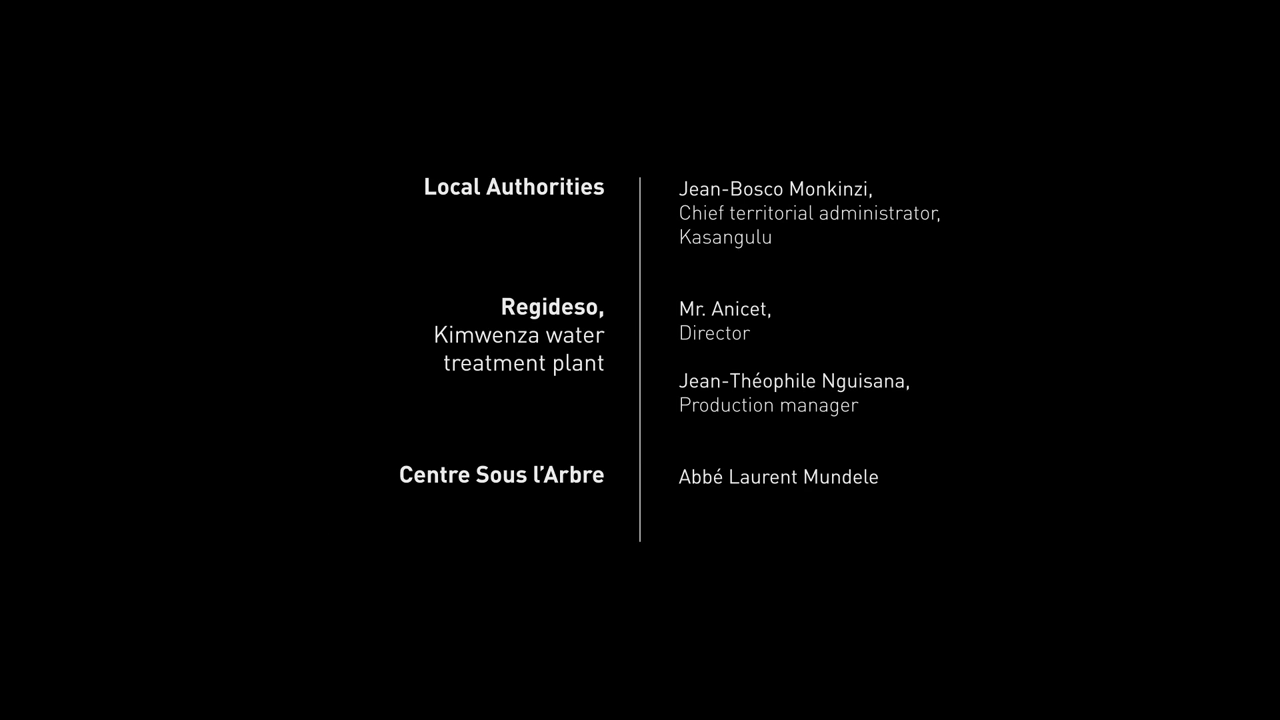 Local Authorities
Jean-Bosco Monkinzi,
Chief territorial administrator,
Kasangulu
Regideso,
Kimwenza water
treatment plant
Mr. Anicet,
Director
Jean-Théophile Nguisana,
Production manager
Centre Sous l’Arbre
Abbé Laurent Mundele